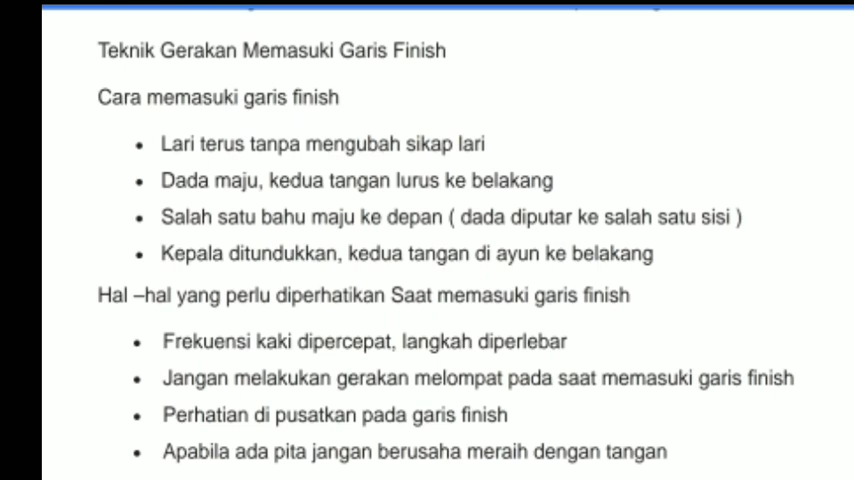 Teknik Gerakan Memasuki Garis Finish
Cara memasuki garis finish
• Lari terus tanpa mengubah sikap lari
• Dada maju, kedua tangan lurus ke belakang
• Salah satu bahu maju ke depan ( dada diputar ke salah satu sisi )
• Kepala ditundukkan, kedua tangan di ayun ke belakang
Hal –hal yang perlu diperhatikan Saat memasuki garis finish
• Frekuensi kaki dipercepat, langkah diperlebar
• Jangan melakukan gerakan melompat pada saat memasuki garis finish
• Perhatian di pusatkan pada garis finish
• Apabila ada pita jangan berusaha meraih dengan tangan